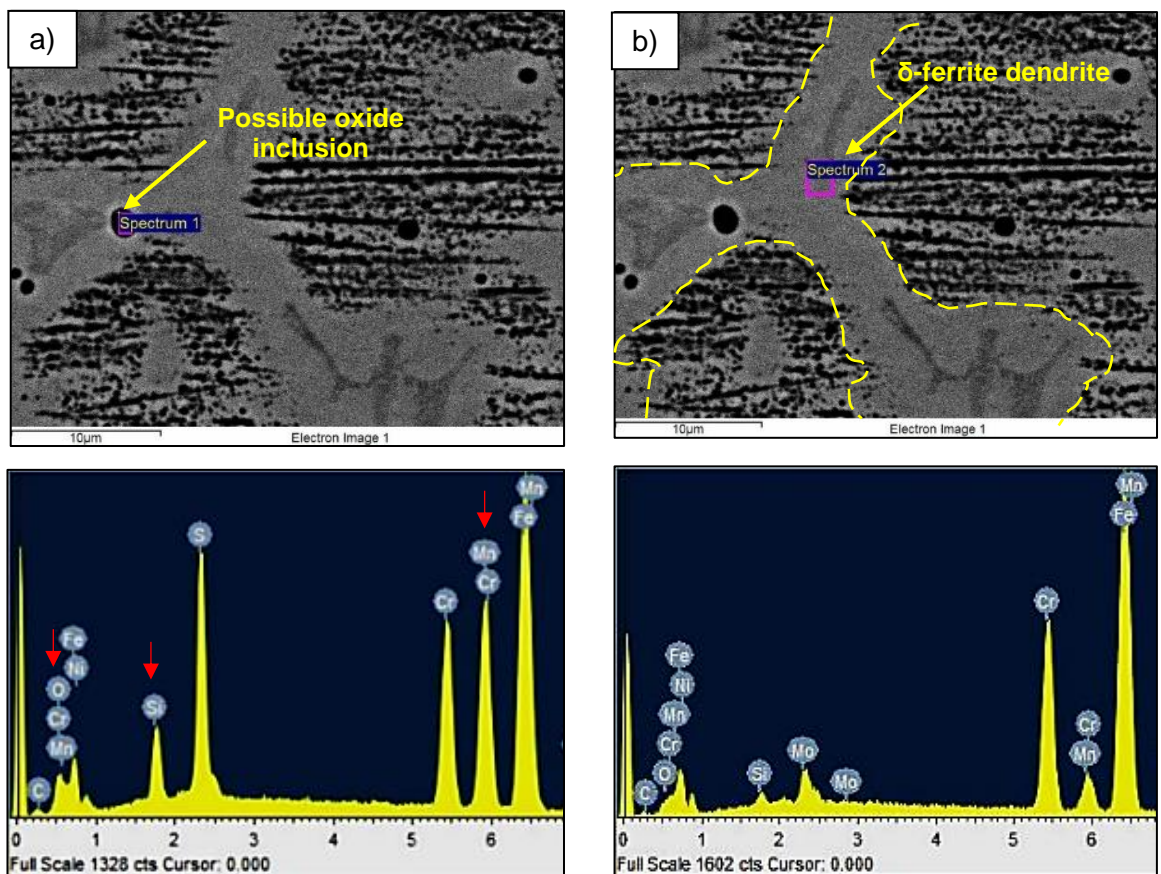 a)
Possible oxide
inclusion
Spectrum 1
10µm
Electron Image 1
b)
δ-ferrite dendrite
Spectrum 2
10µm
Electron Image 1
C
O
Cr
Mn
Fe
Ni
Si
S
Cr
Mn
Cr
Mn
Fe
0 1 2 3 4 5 6
Full Scale 1328 cts Cursor: 0.000
C
Fe
Ni
Mn
Cr
O
Si
Mo
Mo
Cr
Cr
Mn
Mn
Fe
0 1 2 3 4 5 6
Full Scale 1602 cts Cursor: 0.000